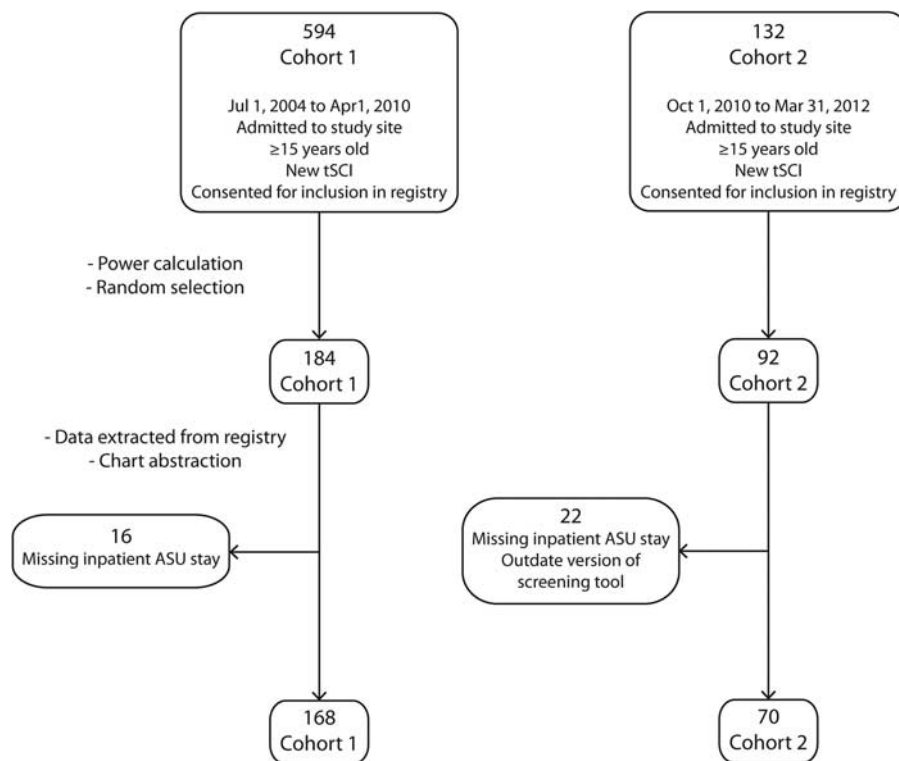 594
Cohort 1
Jul 1, 2004 to Apr1, 2010
Admitted to study site
≥15 years old
New tSCI
Consented for inclusion in registry
132
Cohort 2
Oct 1, 2010 to Mar 31, 2012
Admitted to study site
≥15 years old
New tSCI
Consented for inclusion in registry
- Power calculation
- Random selection
184
Cohort 1
92
Cohort 2
- Data extracted from registry
- Chart abstraction
16
Missing inpatient ASU stay
22
Missing inpatient ASU stay
Outdate version of
screening tool
168
Cohort 1
70
Cohort 2